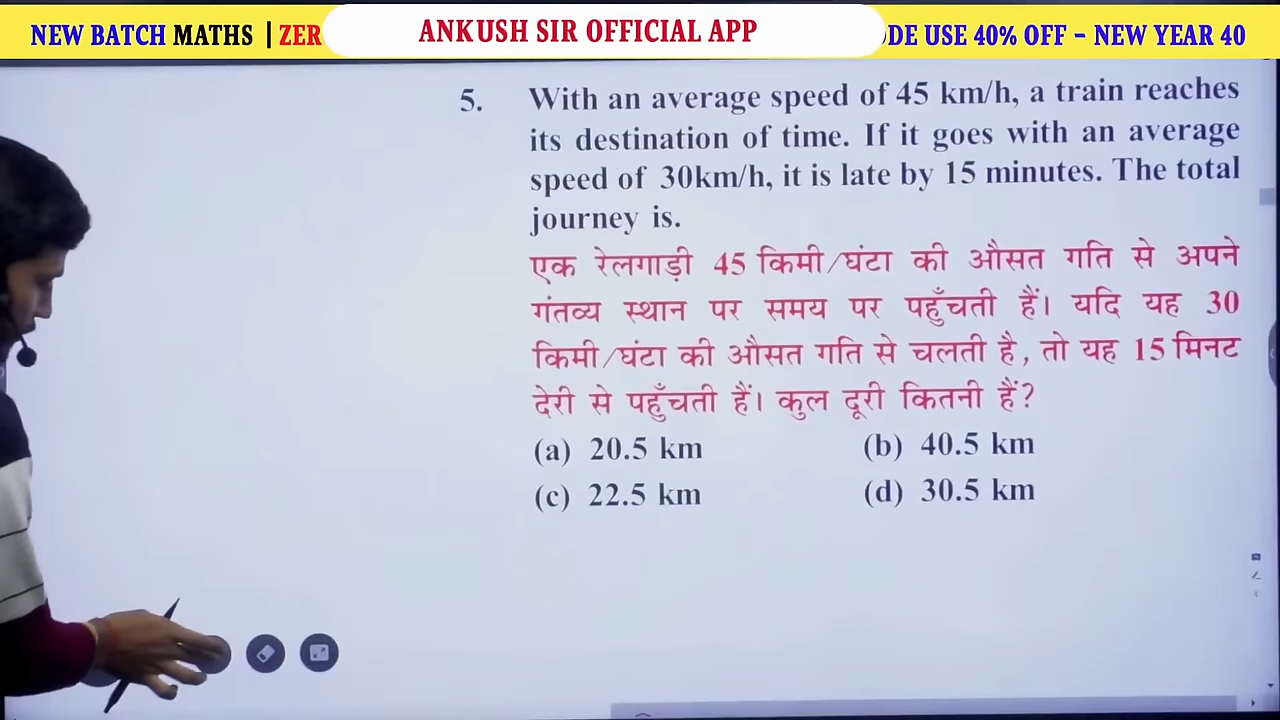 NEW BATCH MATHS | ZER
ANKUSH SIR OFFICIAL APP
DE USE 40% OFF - NEW YEAR 40
5. With an average speed of 45 km/h, a train reaches
its destination of time. If it goes with an average
speed of 30km/h, it is late by 15 minutes. The total
journey is.
एक रेलगाड़ी 45 किमी/घंटा की औसत गति से अपने
गंतव्य स्थान पर समय पर पहुँचती हैं। यदि यह 30
किमी/घंटा की औसत गति से चलती है, तो यह 15 मिनट
देरी से पहुँचती हैं। कुल दूरी कितनी हैं?
(a) 20.5 km (b) 40.5 km
(c) 22.5 km (d) 30.5 km